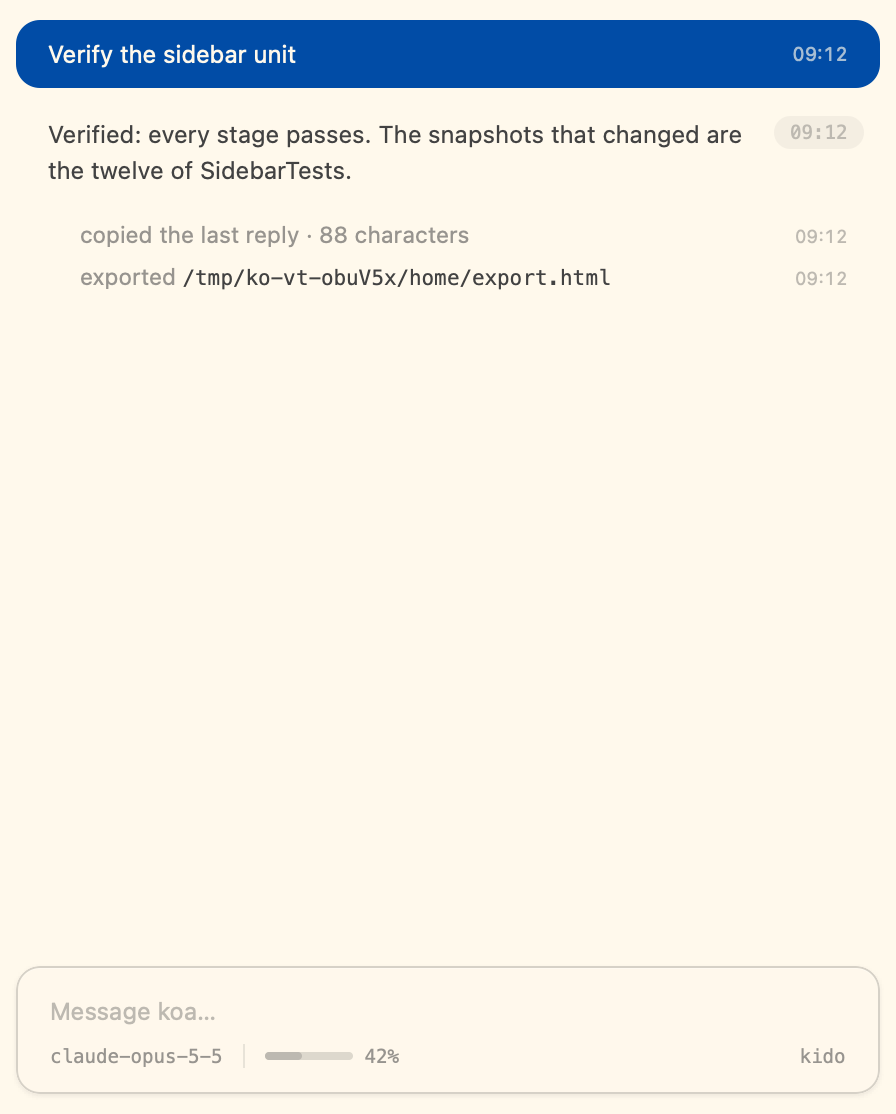 Verify the sidebar unit 09:12
Verified: every stage passes. The snapshots that changed are 09:12
the twelve of SidebarTests.
copied the last reply · 88 characters 09:12
exported /tmp/ko-vt-obuV5x/home/export.html 09:12
Message koa...
claude-opus-5-5 42% kido